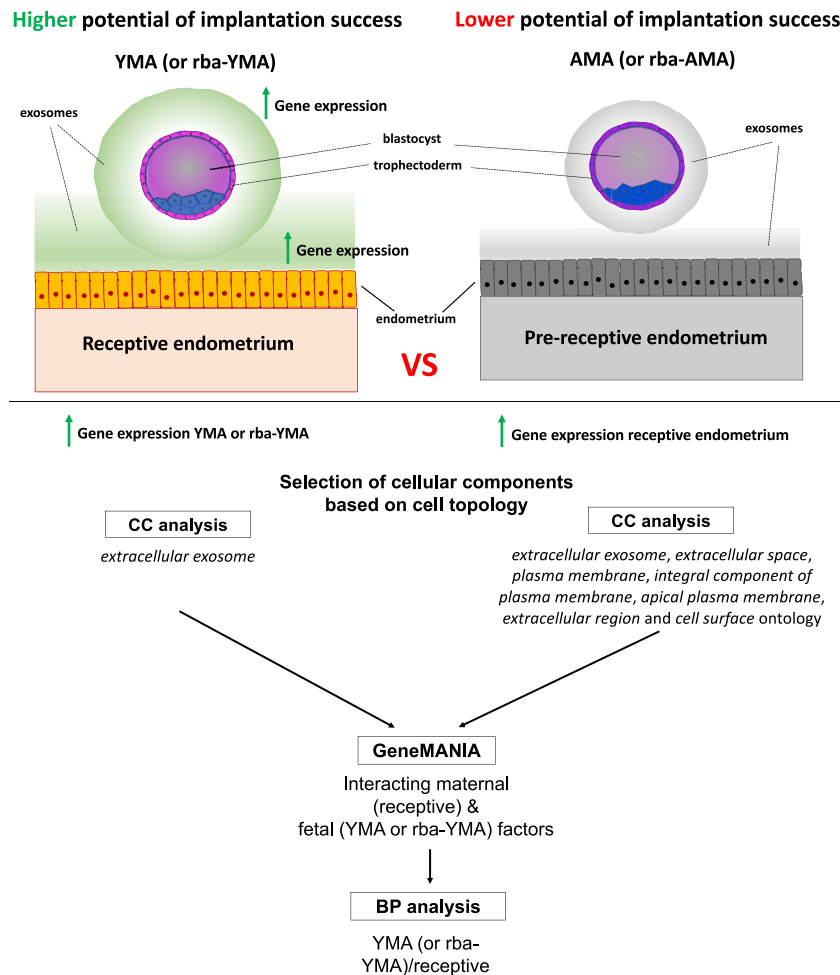 Higher potential of implantation success
Lower potential of implantation success
YMA (or rba-YMA)
AMA (or rba-AMA)
Gene expression
exosomes
exosomes
blastocyst
trophectoderm
Gene expression
endometrium
Receptive endometrium
Pre-receptive endometrium
VS
Gene expression YMA or rba-YMA
Gene expression receptive endometrium
Selection of cellular components
based on cell topology
CC analysis
extracellular exosome
CC analysis
extracellular exosome, extracellular space,
plasma membrane, integral component of
plasma membrane, apical plasma membrane,
extracellular region and cell surface ontology
GeneMANIA
Interacting maternal
(receptive) &
fetal (YMA or rba-YMA) factors
BP analysis
YMA (or rba-
YMA)/receptive